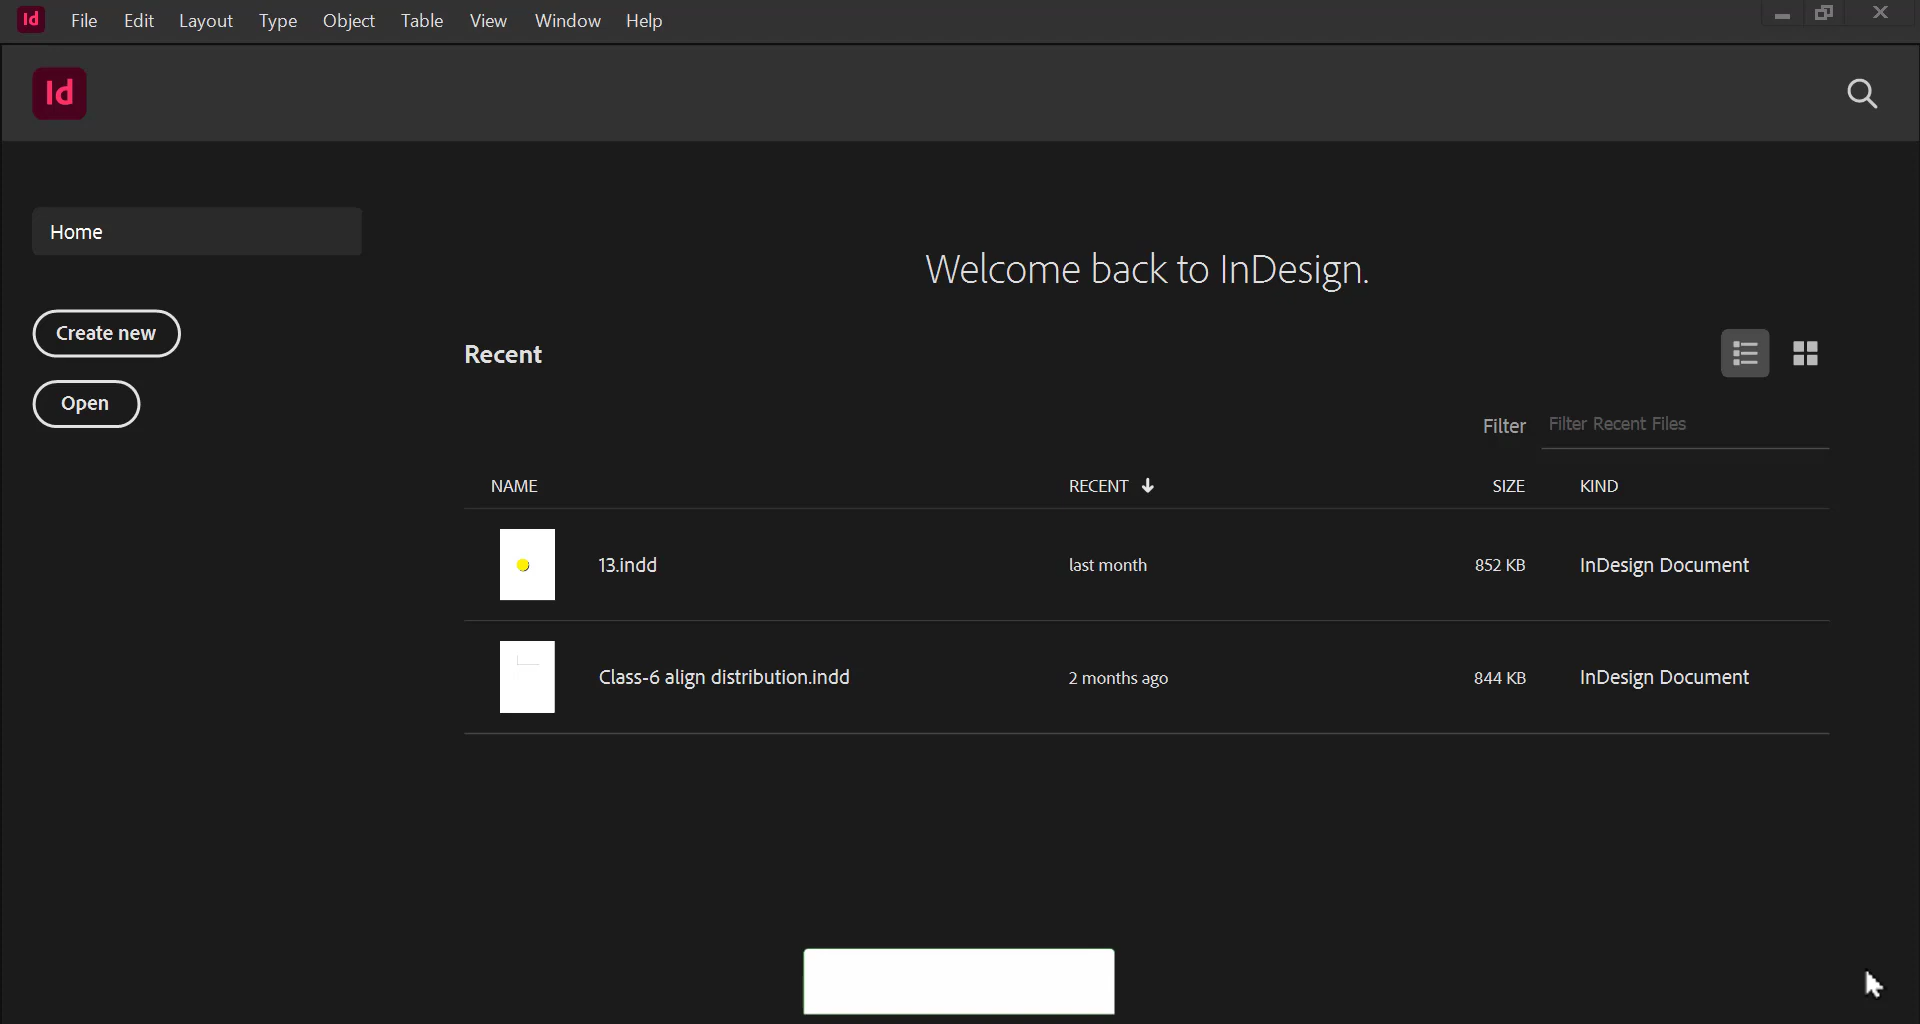 Id File Edit Layout Type Object Table View Window Help
Id
Home
Welcome back to InDesign.
Create new
Recent
Open
Filter Filter Recent Files
NAME RECENT SIZE KIND
13.indd last month 852 KB InDesign Document
Class-6 align distribution.indd 2 months ago 844 KB InDesign Document